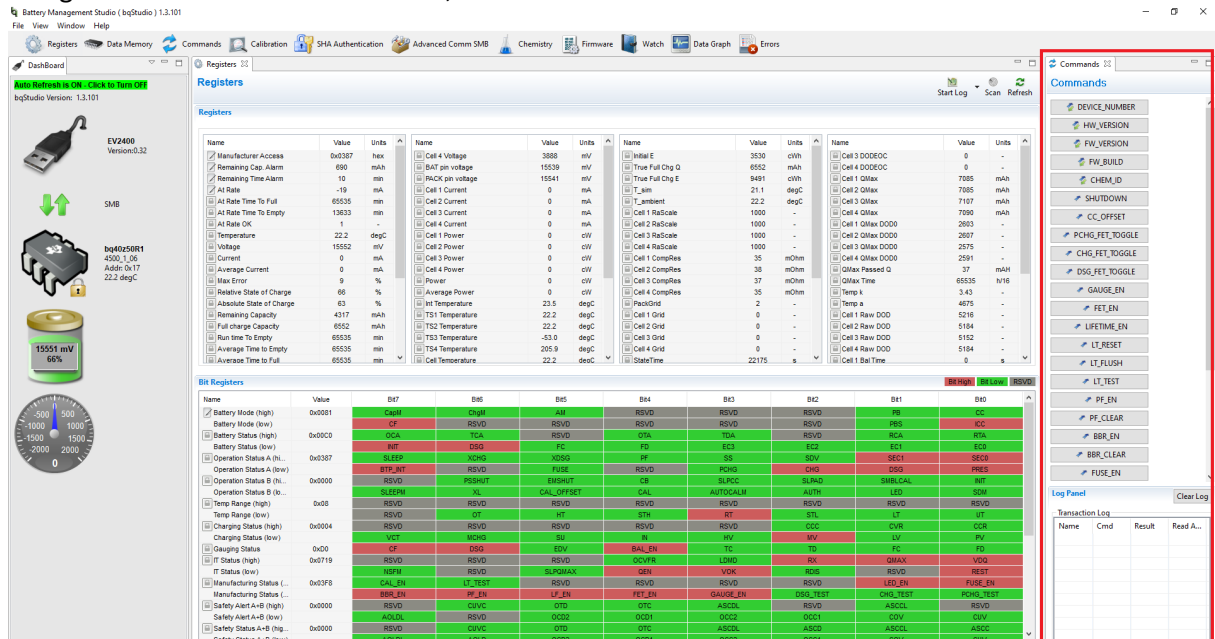 Battery Management Studio ( bqStudio ) 1.3.101
File View Window Help
Registers Data Memory Commands Calibration SHA Authentication Advanced Comm SMB Chemistry Firmware Watch Data Graph Errors
DashBoard
Auto Refresh is ON - Click to Turn OFF
bqStudio Version: 1.3.101
EV2400
Version:0.32
SMB
bq40z50R1
4500_1_06
Addr: 0x17
22.2 degC
15551 mV
66%
-500 500
-1000 1000
-1500 1500
-2000 2000
0
Registers
Registers
Start Log Scan Refresh
Registers
Name Value Units Name Value Units Name Value Units Name Value Units
Manufacturer Access 0x0387 hex Cell 4 Voltage 3888 mV Initial E 3530 cWh Cell 3 DODEOC 0 -
Remaining Cap. Alarm 690 mAh BAT pin voltage 15539 mV True Full Chg Q 6552 mAh Cell 4 DODEOC 0 -
Remaining Time Alarm 10 min PACK pin voltage 15541 mV True Full Chg E 9491 cWh Cell 1 QMax 7085 mAh
At Rate -19 mA Cell 1 Current 0 mA T_sim 21.1 degC Cell 2 QMax 7085 mAh
At Rate Time To Full 65535 min Cell 2 Current 0 mA T_ambient 22.2 degC Cell 3 QMax 7107 mAh
At Rate Time To Empty 13633 min Cell 3 Current 0 mA Cell 1 RaScale 1000 - Cell 4 QMax 7090 mAh
At Rate OK 1 - Cell 4 Current 0 mA Cell 2 RaScale 1000 - Cell 1 QMax DOD0 2603 -
Temperature 22.2 degC Cell 1 Power 0 cW Cell 3 RaScale 1000 - Cell 2 QMax DOD0 2607 -
Voltage 15552 mV Cell 2 Power 0 cW Cell 4 RaScale 1000 - Cell 3 QMax DOD0 2575 -
Current 0 mA Cell 3 Power 0 cW Cell 1 CompRes 35 mOhm Cell 4 QMax DOD0 2591 -
Average Current 0 mA Cell 4 Power 0 cW Cell 2 CompRes 38 mOhm QMax Passed Q 37 mAH
Max Error 9 % Power 0 cW Cell 3 CompRes 37 mOhm QMax Time 65535 h/16
Relative State of Charge 66 % Average Power 0 cW Cell 4 CompRes 35 mOhm Temp k 3.43 -
Absolute State of Charge 63 % Int Temperature 23.5 degC PackGrid 2 - Temp a 4675 -
Remaining Capacity 4317 mAh TS1 Temperature 22.2 degC Cell 1 Grid 0 - Cell 1 Raw DOD 5216 -
Full charge Capacity 6552 mAh TS2 Temperature 22.2 degC Cell 2 Grid 0 - Cell 2 Raw DOD 5184 -
Run time To Empty 65535 min TS3 Temperature -53.0 degC Cell 3 Grid 0 - Cell 3 Raw DOD 5152 -
Average Time to Empty 65535 min TS4 Temperature 205.9 degC Cell 4 Grid 0 - Cell 4 Raw DOD 5184 -
Average Time to Full 65535 min Cell Temperature 22.2 degC StateTime 22175 s Cell 1 Bal Time 0 s
Bit Registers Bit High Bit Low RSVD
Name Value Bit7 Bit6 Bit5 Bit4 Bit3 Bit2 Bit1 Bit0
Battery Mode (high) 0x0081 CapM ChgM AM RSVD RSVD RSVD PB CC
Battery Mode (low) CF RSVD RSVD RSVD RSVD RSVD PBS ICC
Battery Status (high) 0x00C0 OCA TCA RSVD OTA TDA RSVD RCA RTA
Battery Status (low) INIT DSG FC FD EC3 EC2 EC1 EC0
Operation Status A (hi... 0x0387 SLEEP XCHG XDSG PF SS SDV SEC1 SEC0
Operation Status A (low) BTP_INT RSVD FUSE RSVD PCHG CHG DSG PRES
Operation Status B (hi... 0x0000 RSVD PSSHUT EMSHUT CB SLPCC SLPAD SMBLCAL INIT
Operation Status B (lo... SLEEPM XL CAL_OFFSET CAL AUTOCALM AUTH LED SDM
Temp Range (high) 0x08 RSVD RSVD RSVD RSVD RSVD RSVD RSVD RSVD
Temp Range (low) RSVD OT HT STH RT STL LT UT
Charging Status (high) 0x0004 RSVD RSVD RSVD RSVD RSVD CCC CVR CCR
Charging Status (low) VCT MCHG SU IN HV MV LV PV
Gauging Status 0xD0 CF DSG EDV BAL_EN TC TD FC FD
IT Status (high) 0x0719 RSVD RSVD RSVD OCVFR LDMD RX QMAX VDQ
IT Status (low) NSFM RSVD SLPQMAX QEN VOK RDIS RSVD REST
Manufacturing Status (... 0x03F8 CAL_EN LT_TEST RSVD RSVD RSVD RSVD LED_EN FUSE_EN
Manufacturing Status (... BBR_EN PF_EN LF_EN FET_EN GAUGE_EN DSG_TEST CHG_TEST PCHG_TEST
Safety Alert A+B (high) 0x0000 RSVD CUVC OTD OTC ASCDL RSVD ASCCL RSVD
Safety Alert A+B (low) AOLDL RSVD OCD2 OCD1 OCC2 OCC1 COV CUV
Safety Status A+B (hig... 0x0000 RSVD CUVC OTD OTC ASCDL ASCD ASCCL ASCC
Commands
Commands
DEVICE_NUMBER
HW_VERSION
FW_VERSION
FW_BUILD
CHEM_ID
SHUTDOWN
CC_OFFSET
PCHG_FET_TOGGLE
CHG_FET_TOGGLE
DSG_FET_TOGGLE
GAUGE_EN
FET_EN
LIFETIME_EN
LT_RESET
LT_FLUSH
LT_TEST
PF_EN
PF_CLEAR
BBR_EN
BBR_CLEAR
FUSE_EN
Log Panel Clear Log
Transaction Log
Name Cmd Result Read A...